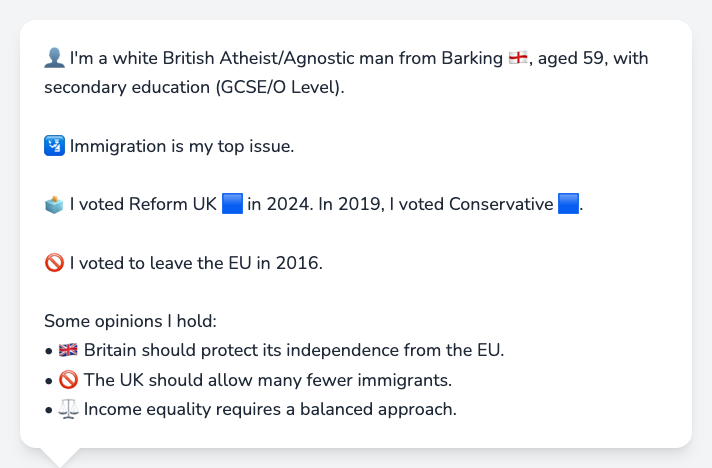 👤 I'm a white British Atheist/Agnostic man from Barking 🏴󠁧󠁢󠁥󠁮󠁧󠁿, aged 59, with
secondary education (GCSE/O Level).
🛂 Immigration is my top issue.
🗳️ I voted Reform UK 🟦 in 2024. In 2019, I voted Conservative 🟦.
🚫 I voted to leave the EU in 2016.
Some opinions I hold:
• 🇬🇧 Britain should protect its independence from the EU.
• 🚫 The UK should allow many fewer immigrants.
• ⚖️ Income equality requires a balanced approach.